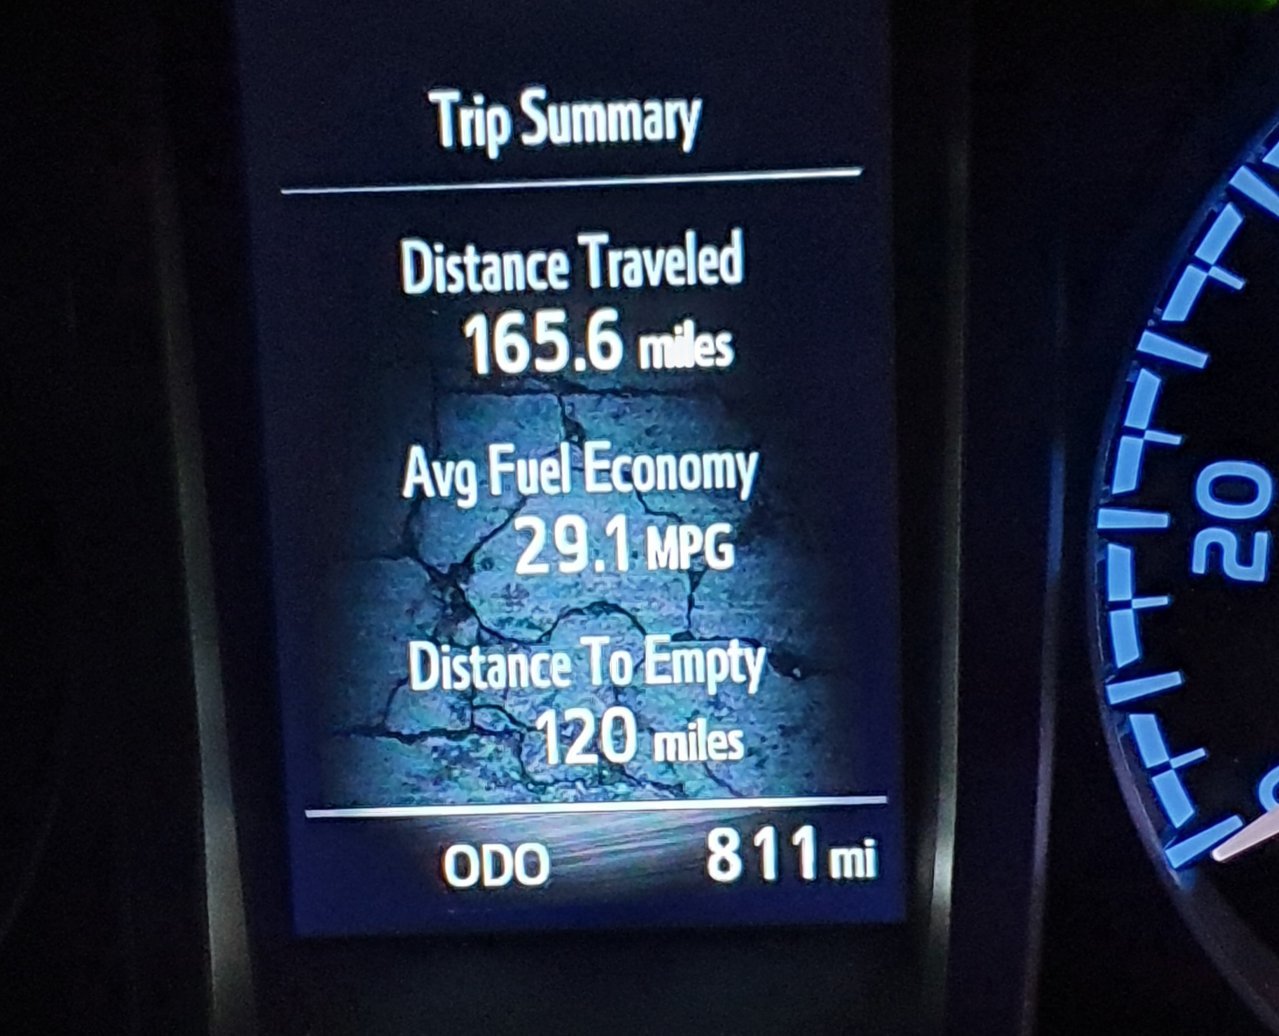 Trip Summary
Distance Traveled
165.6 miles
Avg Fuel Economy
29.1 MPG
Distance To Empty
120 miles
ODO 811 mi
20